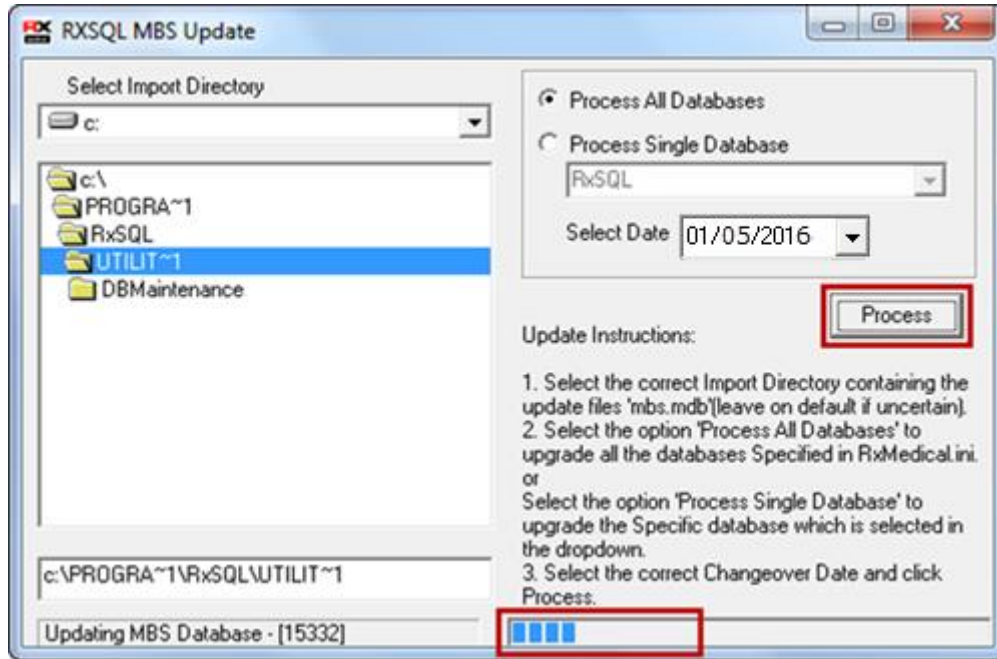 RXSQL MBS Update
Select Import Directory
c:
c:\
PROGRA~1
RxSQL
UTILIT~1
DBMaintenance
c:\PROGRA~1\RxSQL\UTILIT~1
Updating MBS Database - [15332]
Process All Databases
Process Single Database
RxSQL
Select Date 01/05/2016
Process
Update Instructions:
1. Select the correct Import Directory containing the
update files 'mbs.mdb'(leave on default if uncertain).
2. Select the option 'Process All Databases' to
upgrade all the databases Specified in RxMedical.ini.
or
Select the option 'Process Single Database' to
upgrade the Specific database which is selected in
the dropdown.
3. Select the correct Changeover Date and click
Process.